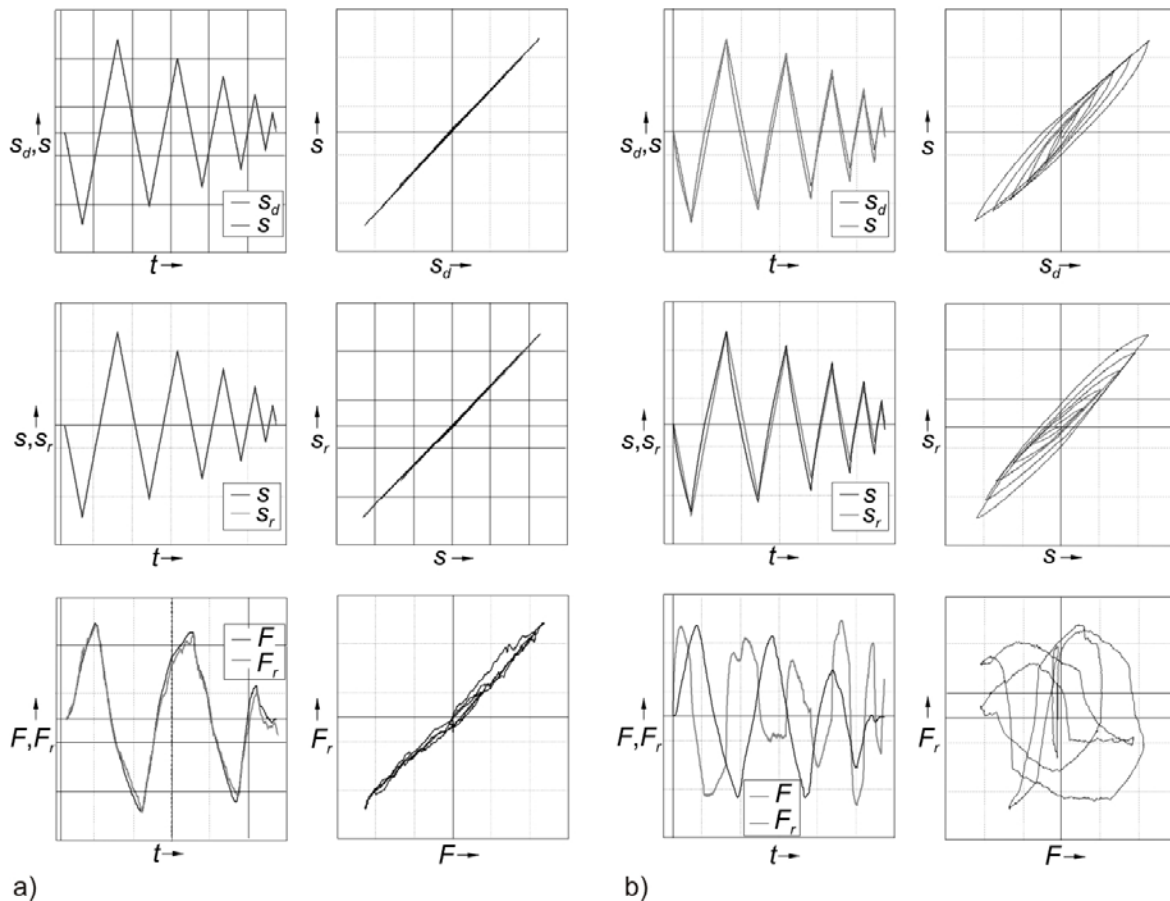 s_d,s →
s_d
s
t →
s →
s_d →
s_d,s →
s_d
s
t →
s →
s_d →
s,s_r →
s
s_r
t →
s_r →
s →
s,s_r →
s
s_r
t →
s_r →
s →
F,F_r →
F
F_r
t →
F_r →
F →
F,F_r →
F
F_r
t →
F_r →
F →
a)
b)